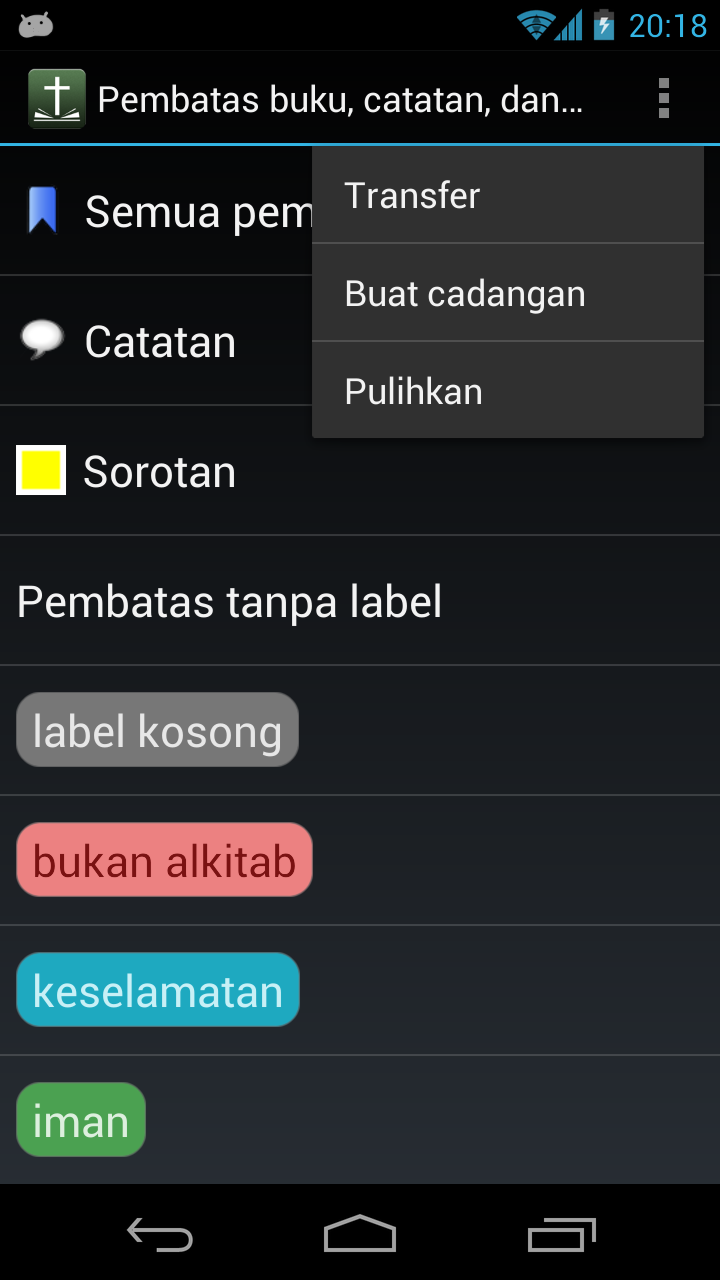 20:18
Pembatas buku, catatan, dan...
Semua pem
Transfer
Buat cadangan
Pulihkan
Catatan
Sorotan
Pembatas tanpa label
label kosong
bukan alkitab
keselamatan
iman